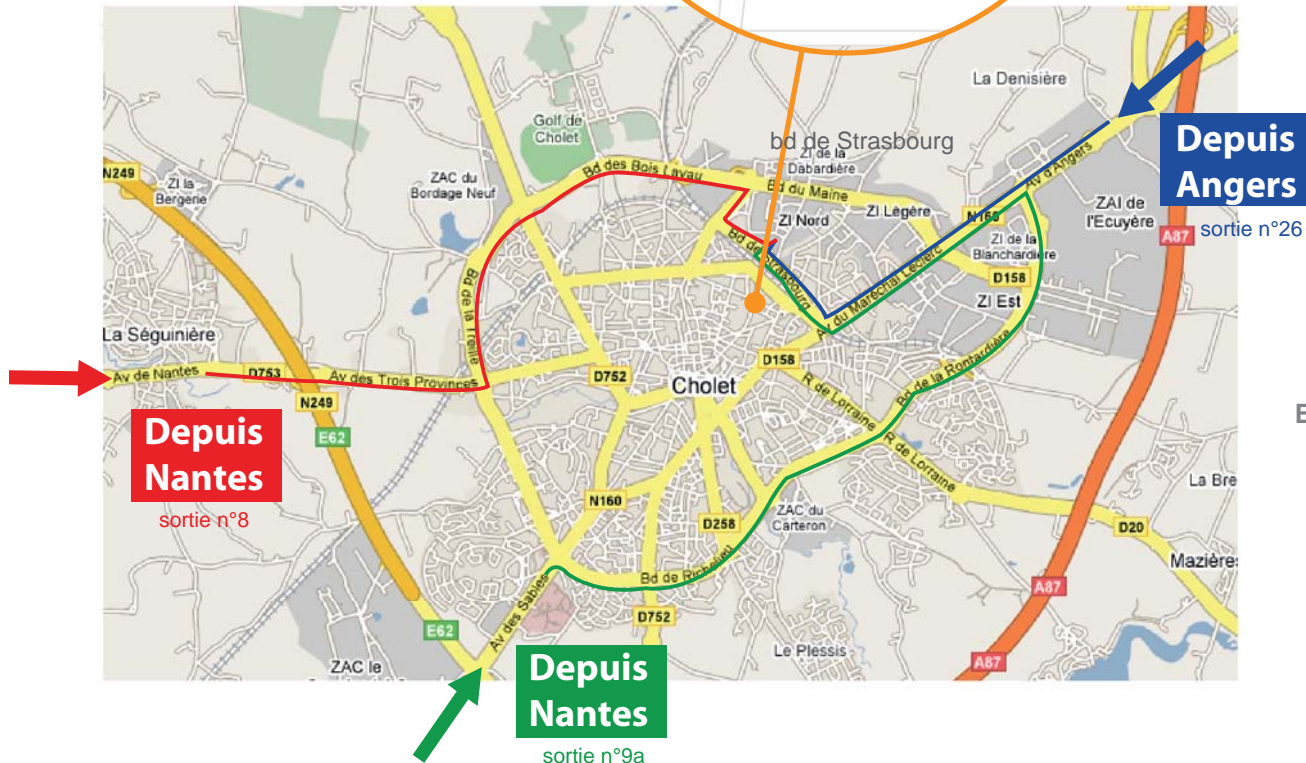 La Denisière
Golf de
Cholet
bd de Strasbourg
ZI de la
Dabardière
Depuis
Angers
sortie n°26
N249
ZI la
Bergerie
ZAC du
Bordage Neuf
Bd des Bois Lavau
Bd du Maine
Av d'Angers
ZI Nord
ZI Légère
N160
ZAI de
l'Ecuyère
A87
Bd de Strasbourg
ZI de la
Blanchardière
D158
ZI Est
Bd de la Treille
Av du Maréchal Leclerc
La Séguinière
Av de Nantes
D753
Av des Trois Provinces
D752
D158
Cholet
R de Lorraine
Bd de la Rontardière
N249
E62
Depuis
Nantes
sortie n°8
R de Lorraine
La Bre
N160
D258
ZAC du
Carteron
D20
Mazière
Bd de Richelieu
Av des Sables
A87
D752
E62
Le Plessis
A87
ZAC le
Depuis
Nantes
sortie n°9a